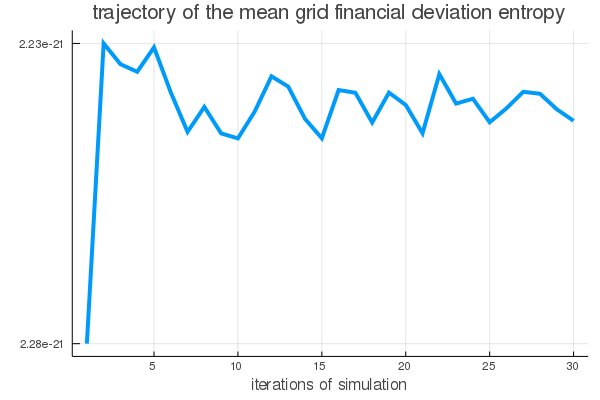 trajectory of the mean grid financial deviation entropy
2.23e-21
2.28e-21
5 10 15 20 25 30
iterations of simulation